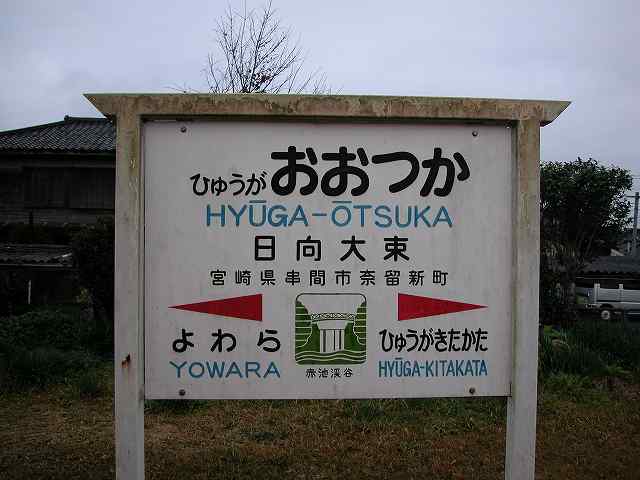 ひゅうが おおつか
HYŪGA-ŌTSUKA
日向大束
宮崎県串間市奈留新町
よわら ひゅうがきたかた
YOWARA HYŪGA-KITAKATA
赤池渓谷